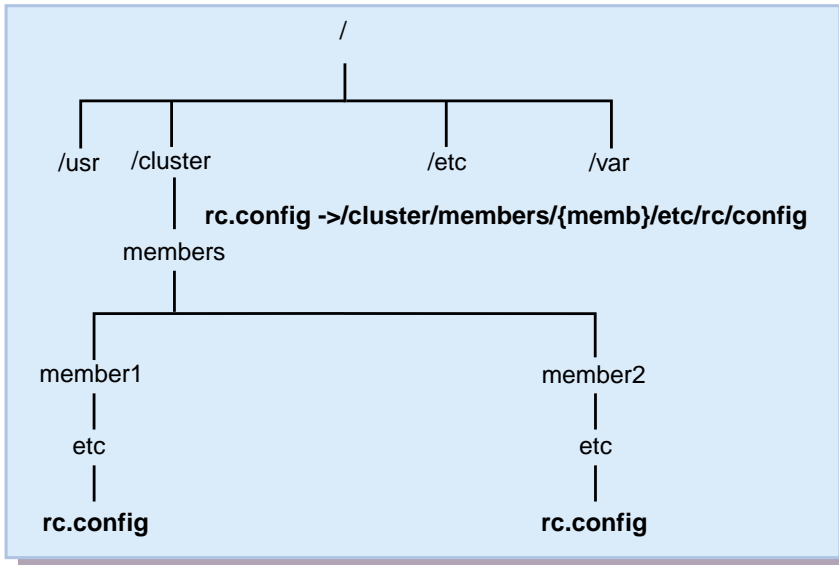 /
/usr /cluster /etc /var
rc.config ->/cluster/members/{memb}/etc/rc/config
members
member1 member2
etc etc
rc.config rc.config